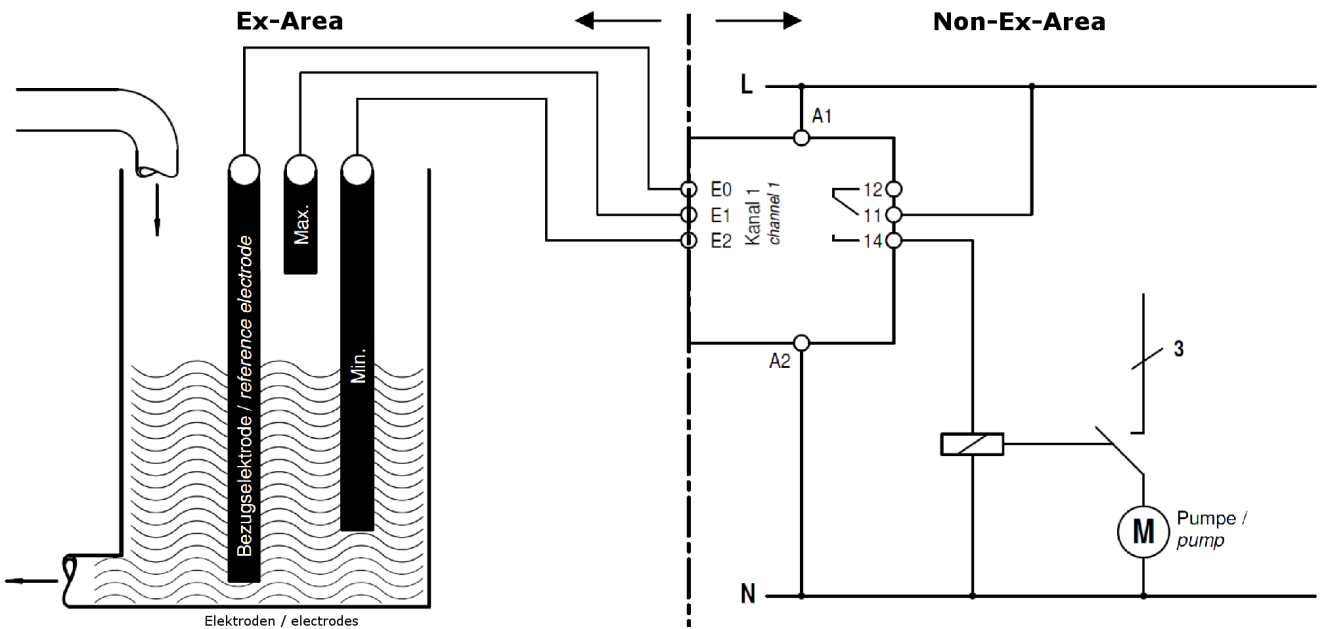 Ex-Area
Non-Ex-Area
L
A1
E0
E1
E2
Kanal 1
channel 1
12
11
14
A2
Max.
Bezugselektrode / reference electrode
Min.
3
M
Pumpe /
pump
N
Elektroden / electrodes